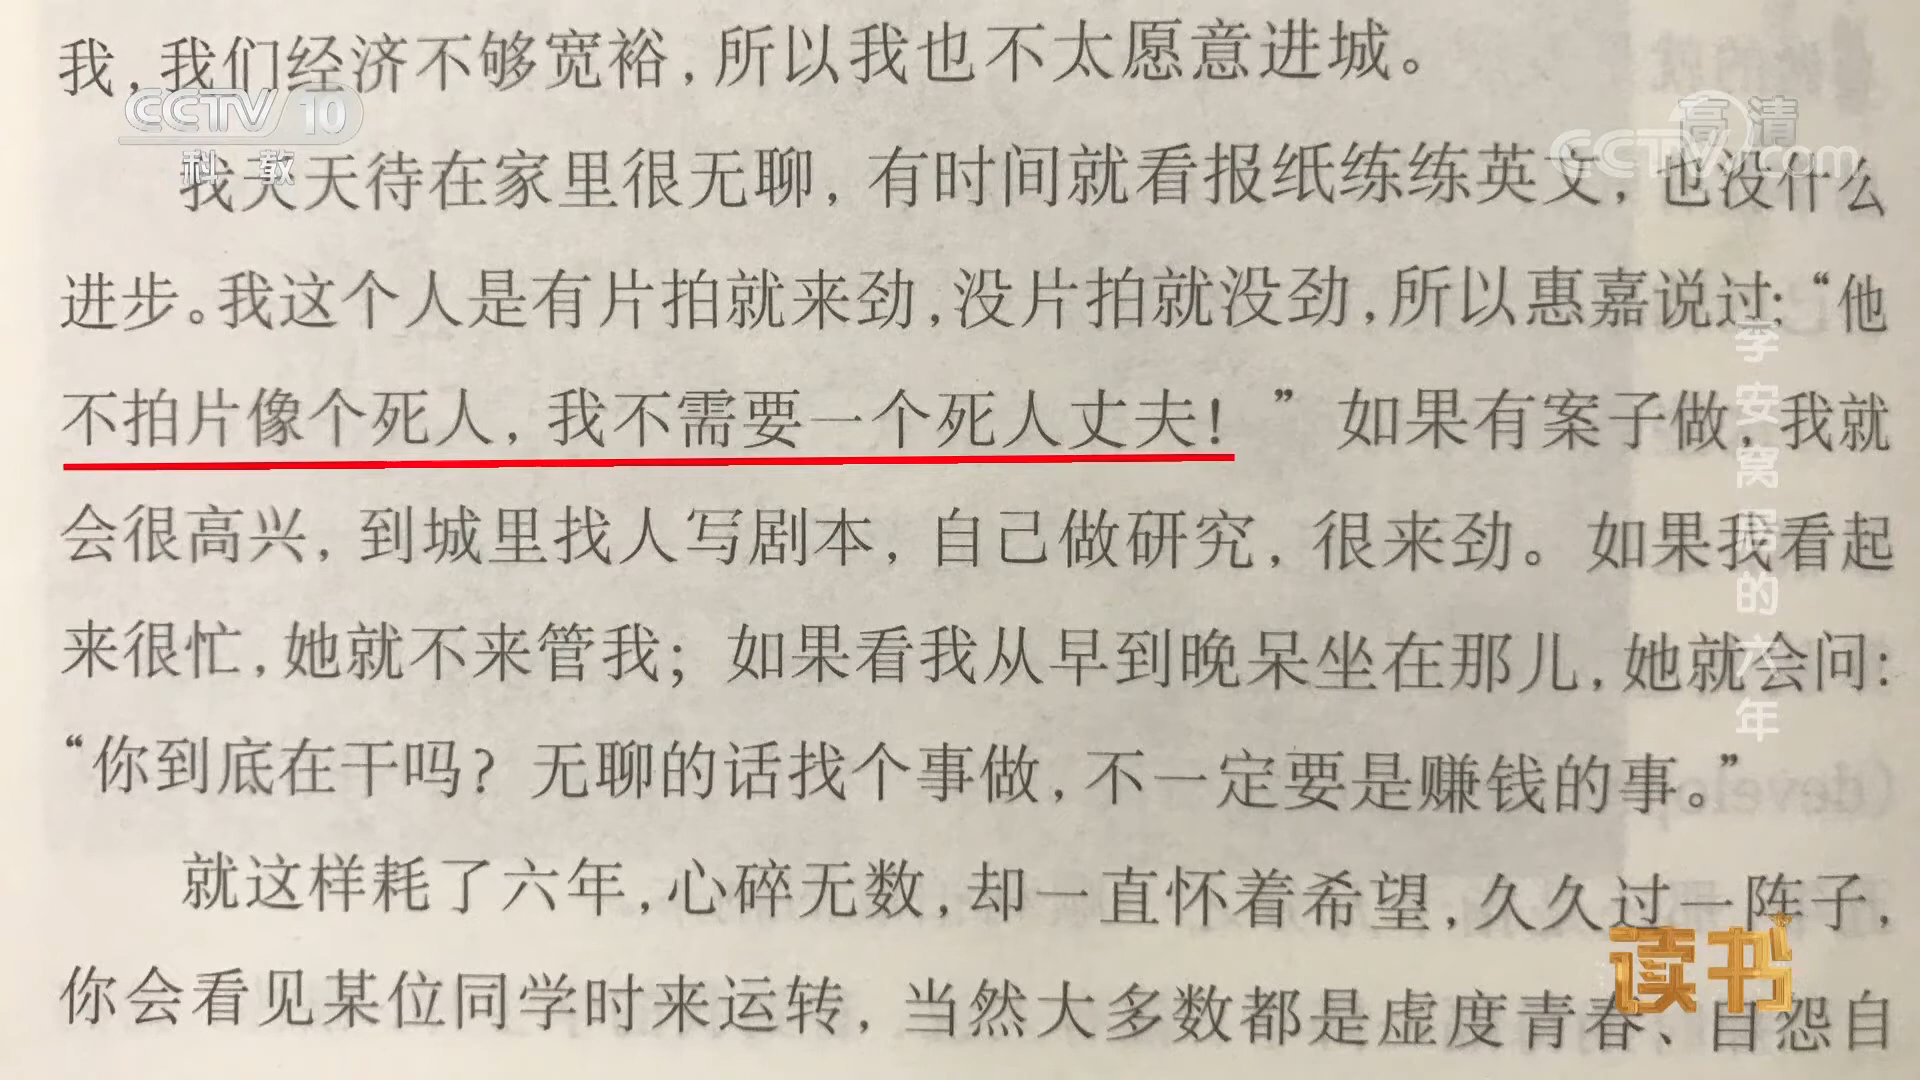 我，我们经济不够宽裕，所以我也不太愿意进城。
CCTV 10
科教
高清
CCTV.com
我天天待在家里很无聊，有时间就看报纸练练英文，也没什么
进步。我这个人是有片拍就来劲，没片拍就没劲，所以惠嘉说过：“他
不拍片像个死人，我不需要一个死人丈夫！”如果有案子做，我就
会很高兴，到城里找人写剧本，自己做研究，很来劲。如果我看起
来很忙，她就不来管我；如果看我从早到晚呆坐在那儿，她就会问：
“你到底在干吗？无聊的话找个事做，不一定要是赚钱的事。”
就这样耗了六年，心碎无数，却一直怀着希望，久久过一阵子，
你会看见某位同学时来运转，当然大多数都是虚度青春、自怨自
李安窝居的六年
读书